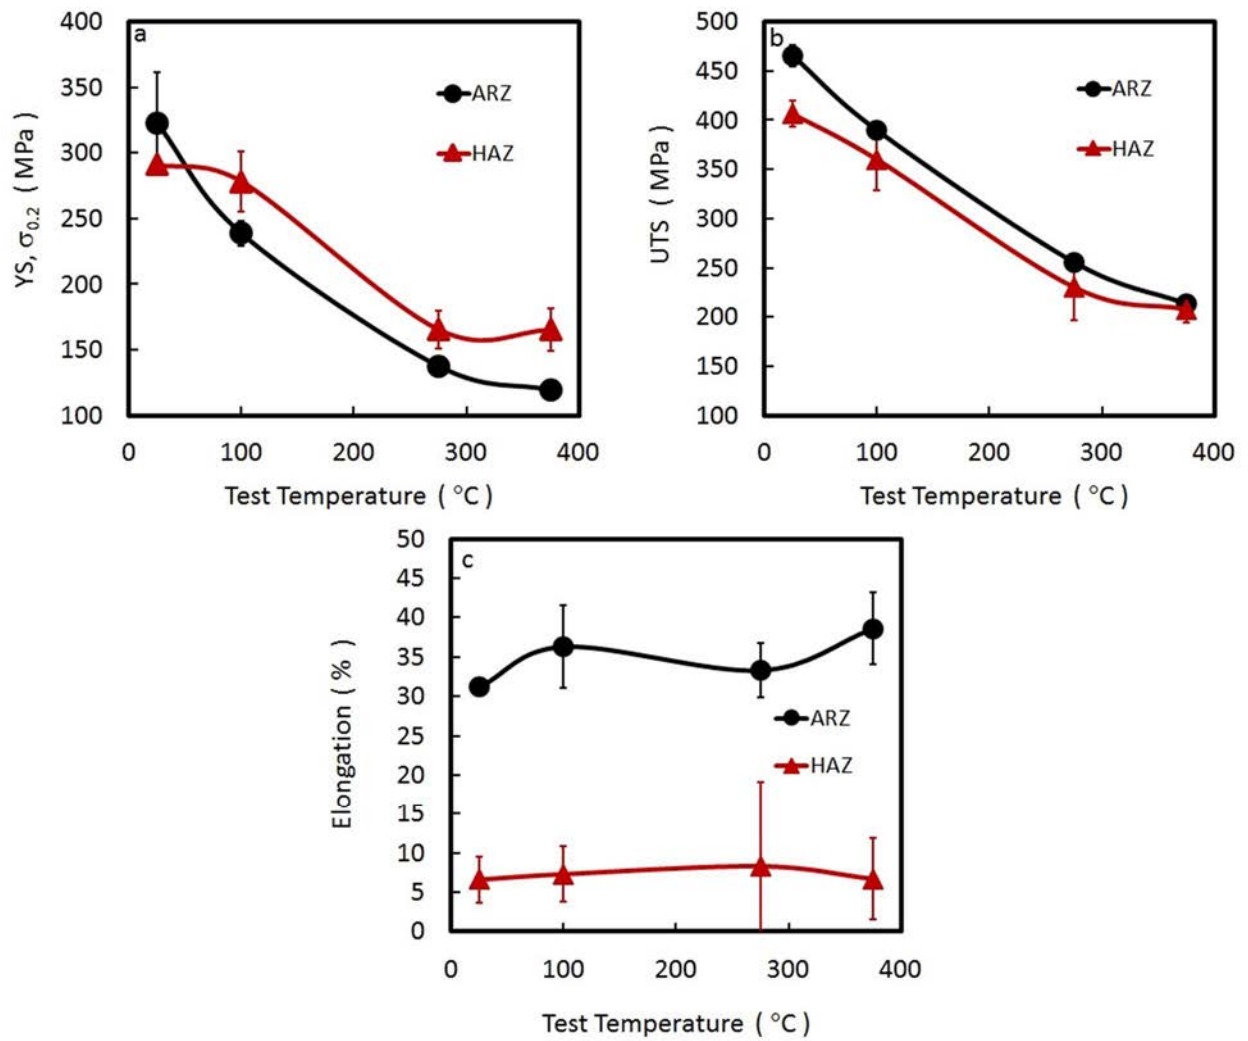 a
400
350
300
250
200
150
100
YS, σ0.2 ( MPa )
ARZ
HAZ
0 100 200 300 400
Test Temperature ( °C )
b
500
450
400
350
300
250
200
150
100
UTS ( MPa )
ARZ
HAZ
0 100 200 300 400
Test Temperature ( °C )
c
50
45
40
35
30
25
20
15
10
5
0
Elongation ( % )
ARZ
HAZ
0 100 200 300 400
Test Temperature ( °C )